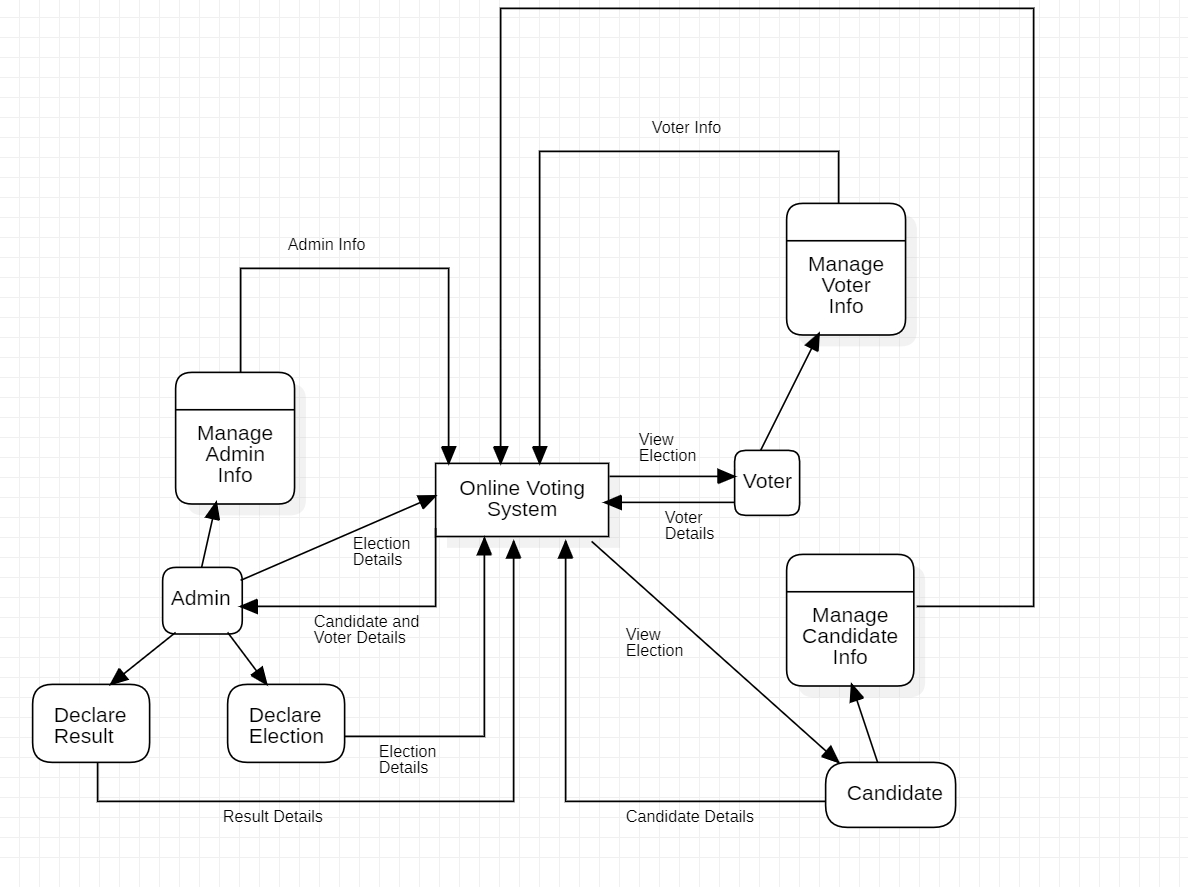 Voter Info
Admin Info
Manage
Voter
Info
Manage
Admin
Info
View
Election
Online Voting
System
Voter
Voter
Details
Election
Details
Admin
Candidate and
Voter Details
View
Election
Manage
Candidate
Info
Declare
Result
Declare
Election
Election
Details
Candidate
Result Details
Candidate Details